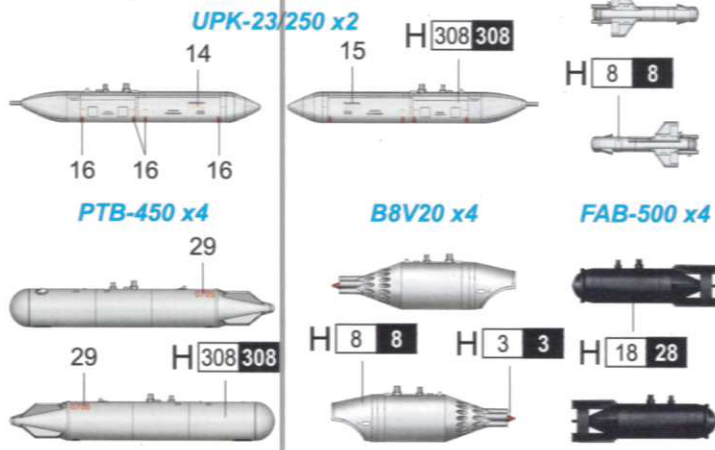 UPK-23/250 x2
14
15
H 308 308
H 8 8
16 16 16
16 
PTB-450 x4
B8V20 x4
FAB-500 x4
29
H 8 8
H 3 3
29
H 308 308
H 18 28